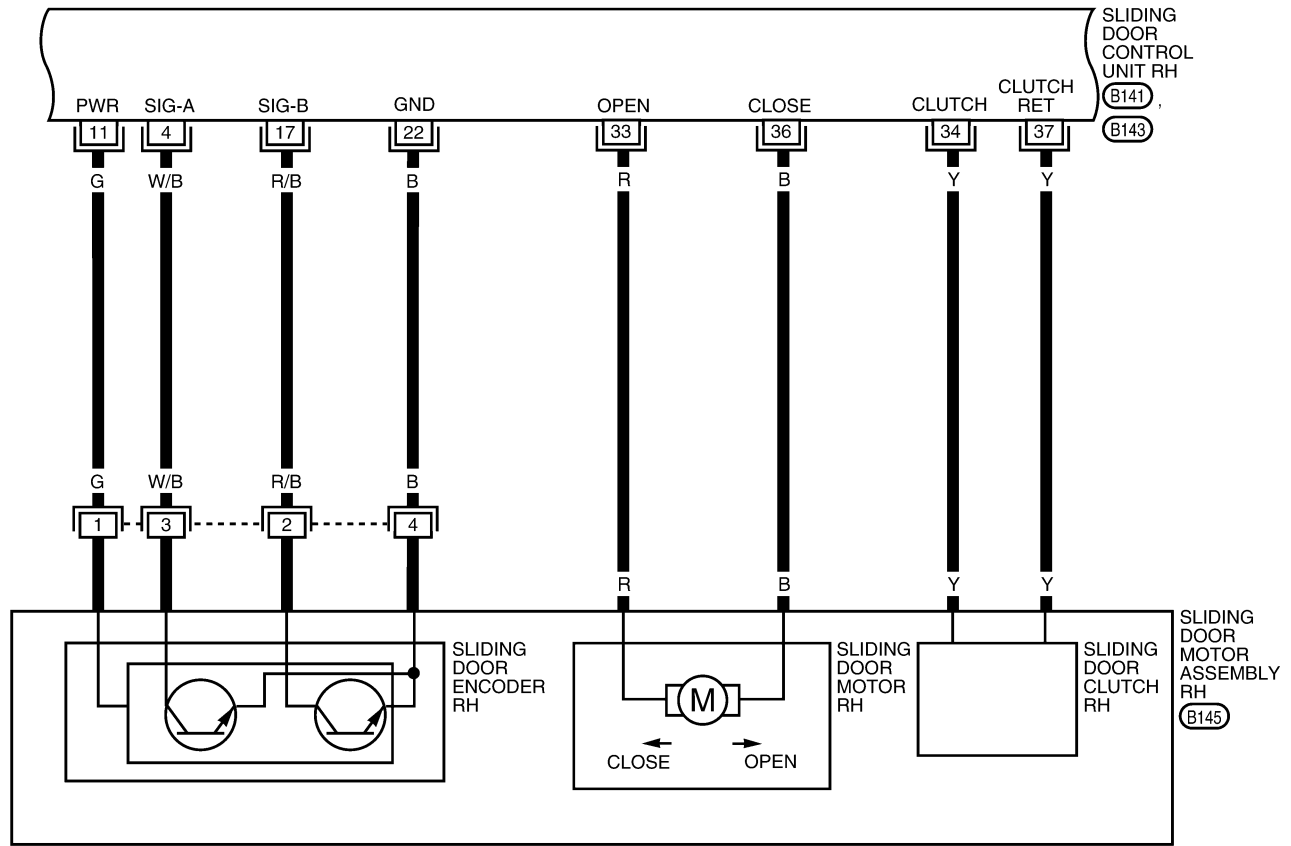 SLIDING
DOOR
CONTROL
UNIT RH
B141 ,
B143
PWR SIG-A SIG-B GND OPEN CLOSE CLUTCH CLUTCH
RET
11 4 17 22 33 36 34 37
G W/B R/B B R B Y Y
G W/B R/B B
1 3 2 4
R B Y Y
SLIDING
DOOR
ENCODER
RH
SLIDING
DOOR
MOTOR
RH
M
CLOSE OPEN
SLIDING
DOOR
CLUTCH
RH
SLIDING
DOOR
MOTOR
ASSEMBLY
RH
B145